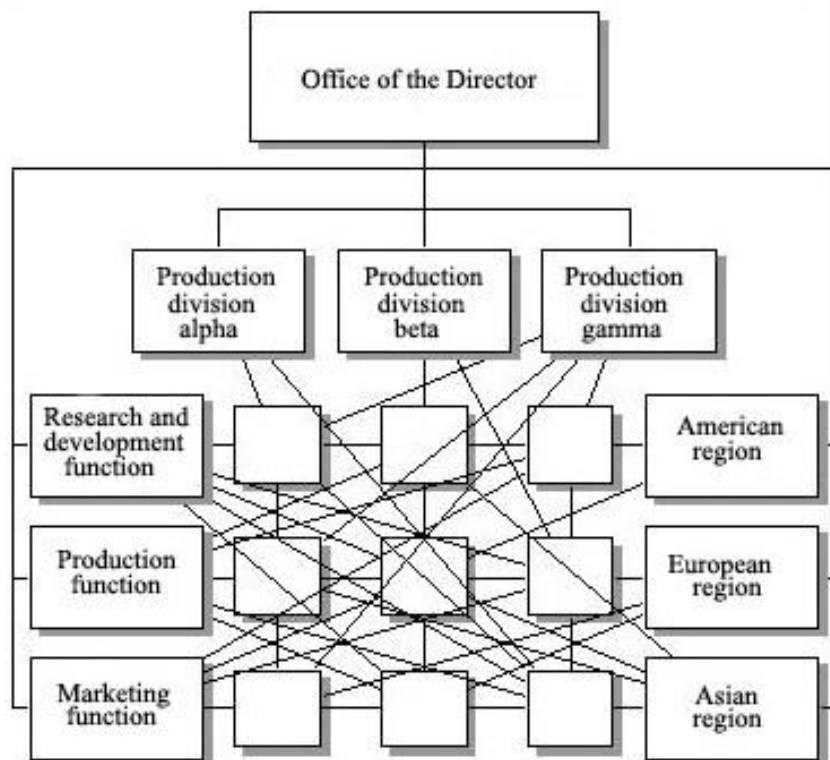 Office of the Director
Production
division
alpha
Production
division
beta
Production
division
gamma
Research and
development
function
American
region
Production
function
European
region
Marketing
function
Asian
region